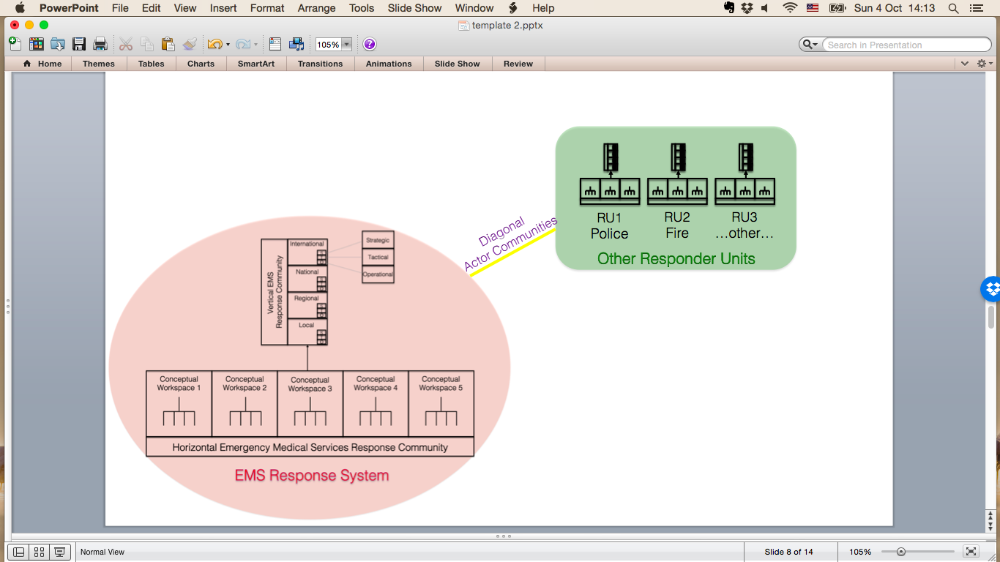 PowerPoint File Edit View Insert Format Arrange Tools Slide Show Window Help Sun 4 Oct 14:13
template 2.pptx
105% Search in Presentation
Home Themes Tables Charts SmartArt Transitions Animations Slide Show Review
RU1
Police
RU2
Fire
RU3
...other...
Other Responder Units
Diagonal
Actor Communities
Vertical EMS
Response Community
International
National
Regional
Local
Strategic
Tactical
Operational
Conceptual
Workspace 1
Conceptual
Workspace 2
Conceptual
Workspace 3
Conceptual
Workspace 4
Conceptual
Workspace 5
Horizontal Emergency Medical Services Response Community
EMS Response System
Normal View Slide 8 of 14 105%